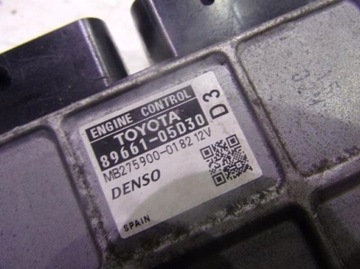 ENGINE CONTROL
TOYOTA
89661-05D30
D3
MB275900-0182 12V
DENSO
SPAIN